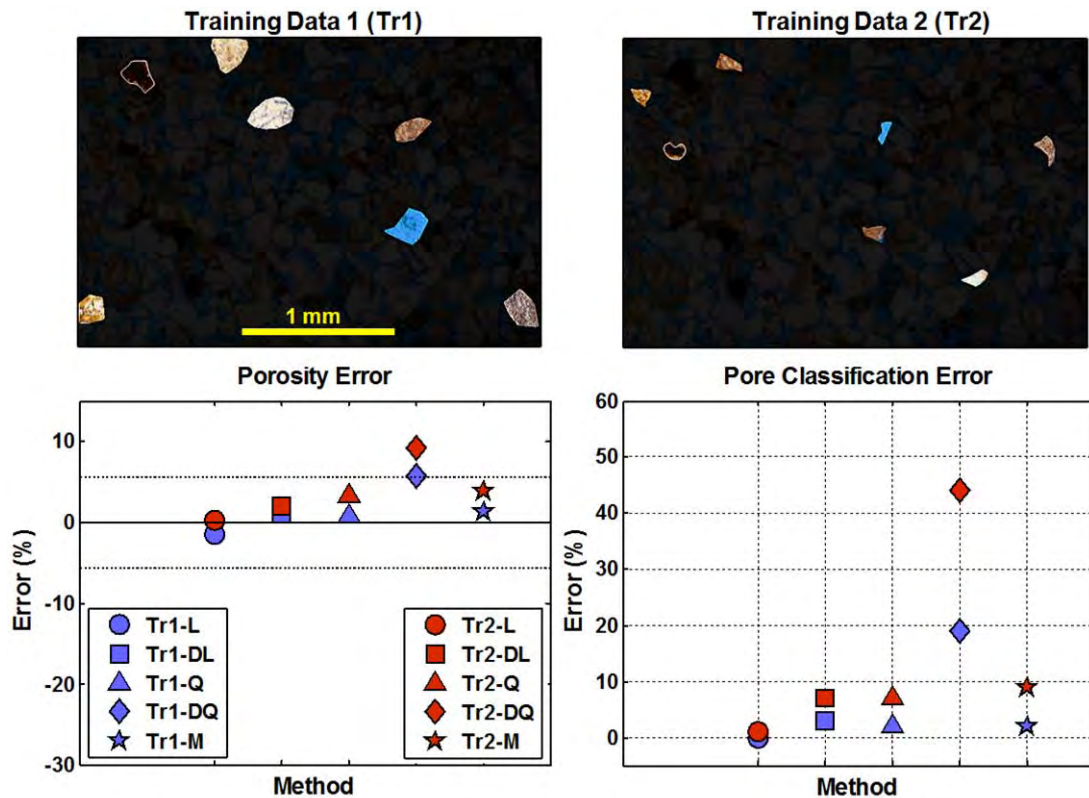 Training Data 1 (Tr1)
Training Data 2 (Tr2)
1 mm
Porosity Error
Error (%)
10
0
-10
-20
-30
Tr1-L
Tr1-DL
Tr1-Q
Tr1-DQ
Tr1-M
Tr2-L
Tr2-DL
Tr2-Q
Tr2-DQ
Tr2-M
Method
Pore Classification Error
Error (%)
60
50
40
30
20
10
0
Method